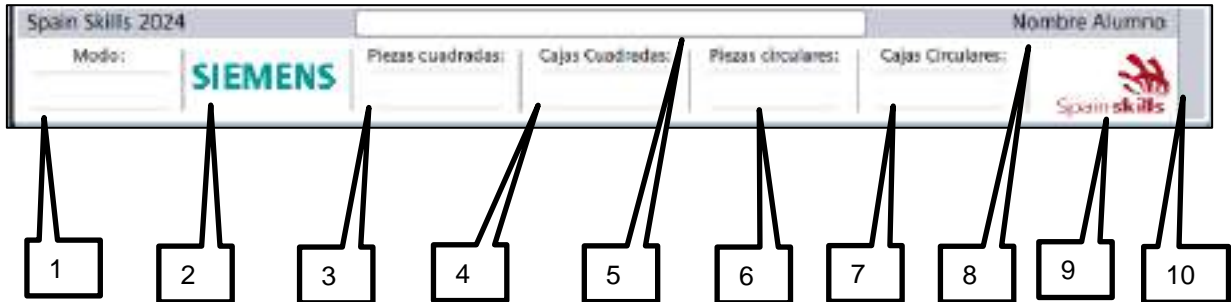 Spain Skills 2024
Nombre Alumno
Modo:
SIEMENS
Piezas cuadradas:
Cajas Cuadradas:
Piezas circulares:
Cajas Circulares:
Spain skills
1 2 3 4 5 6 7 8 9 10